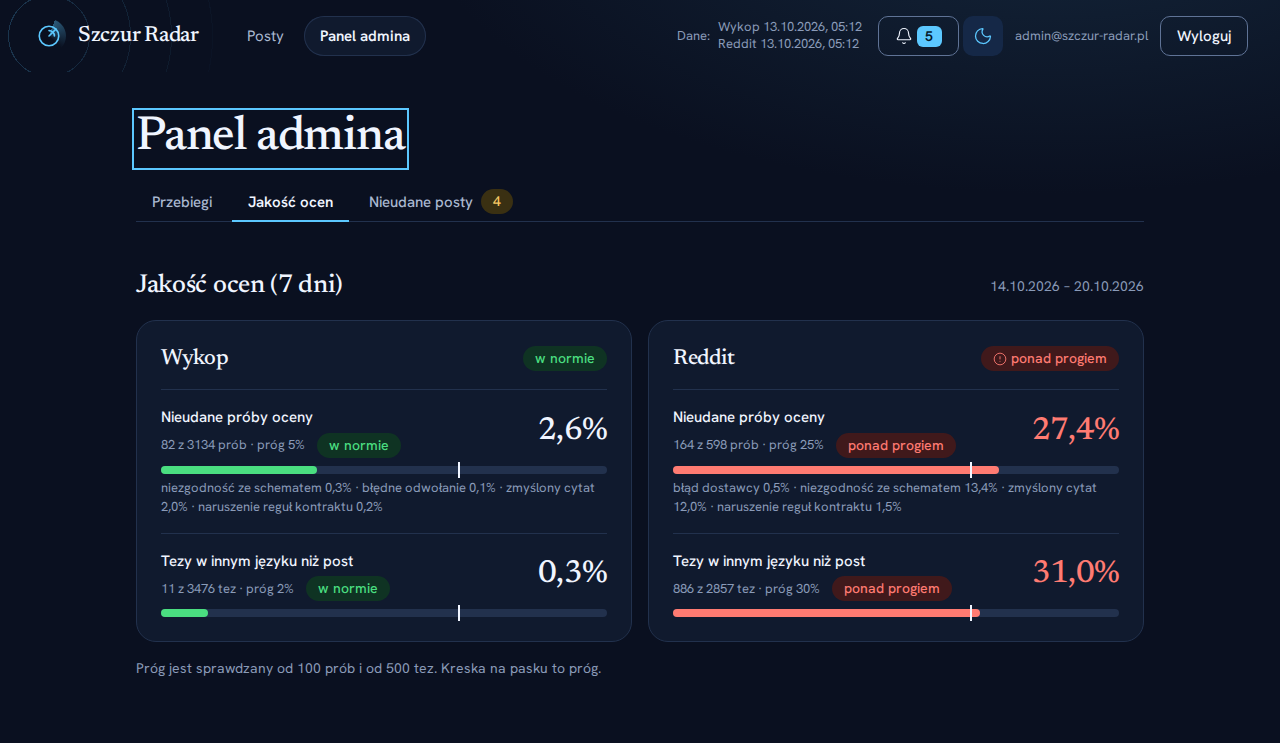 Szczur Radar
Posty
Panel admina
Dane:
Wykop 13.10.2026, 05:12
Reddit 13.10.2026, 05:12
5
admin@szczur-radar.pl
Wyloguj
Panel admina
Przebiegi
Jakość ocen
Nieudane posty
4
Jakość ocen (7 dni)
14.10.2026 – 20.10.2026
Wykop
w normie
Nieudane próby oceny
82 z 3134 prób · próg 5%
w normie
2,6%
niezgodność ze schematem 0,3% · błędne odwołanie 0,1% · zmyślony cytat
2,0% · naruszenie reguł kontraktu 0,2%
Tezy w innym języku niż post
11 z 3476 tez · próg 2%
w normie
0,3%
Reddit
ponad progiem
Nieudane próby oceny
164 z 598 prób · próg 25%
ponad progiem
27,4%
błąd dostawcy 0,5% · niezgodność ze schematem 13,4% · zmyślony cytat
12,0% · naruszenie reguł kontraktu 1,5%
Tezy w innym języku niż post
886 z 2857 tez · próg 30%
ponad progiem
31,0%
Próg jest sprawdzany od 100 prób i od 500 tez. Kreska na pasku to próg.